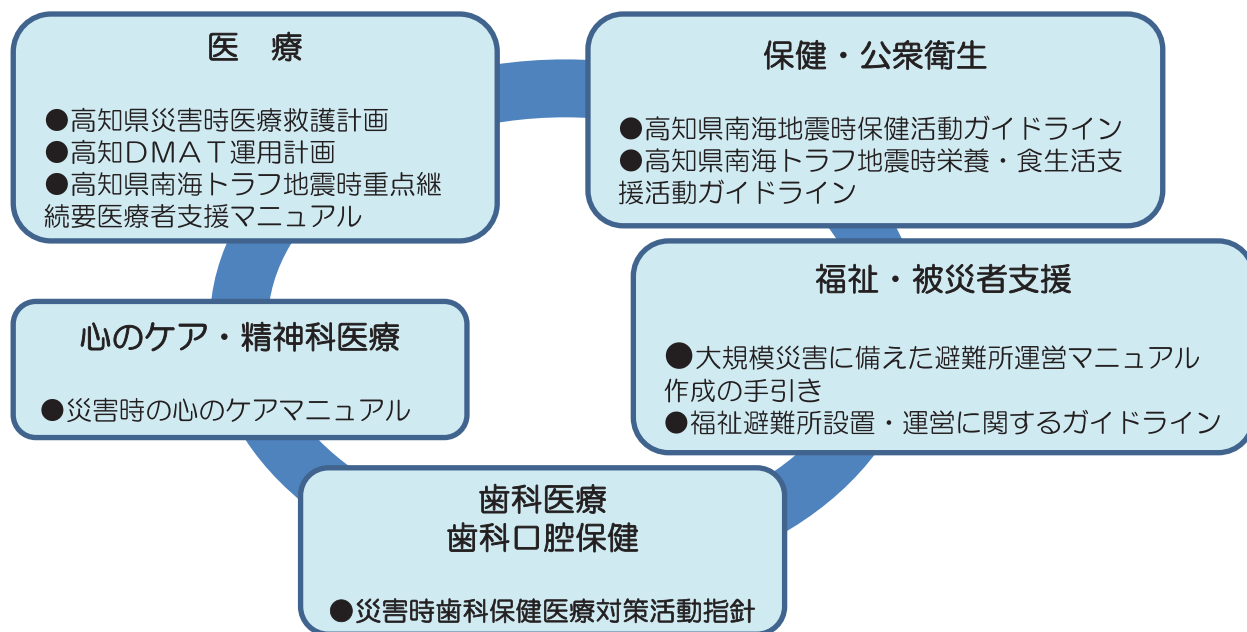 医　療
●高知県災害時医療救護計画
●高知ＤＭＡＴ運用計画
●高知県南海トラフ地震時重点継
続要医療者支援マニュアル
保健・公衆衛生
●高知県南海地震時保健活動ガイドライン
●高知県南海トラフ地震時栄養・食生活支
援活動ガイドライン
福祉・被災者支援
●大規模災害に備えた避難所運営マニュアル
作成の手引き
●福祉避難所設置・運営に関するガイドライン
心のケア・精神科医療
●災害時の心のケアマニュアル
歯科医療
歯科口腔保健
●災害時歯科保健医療対策活動指針